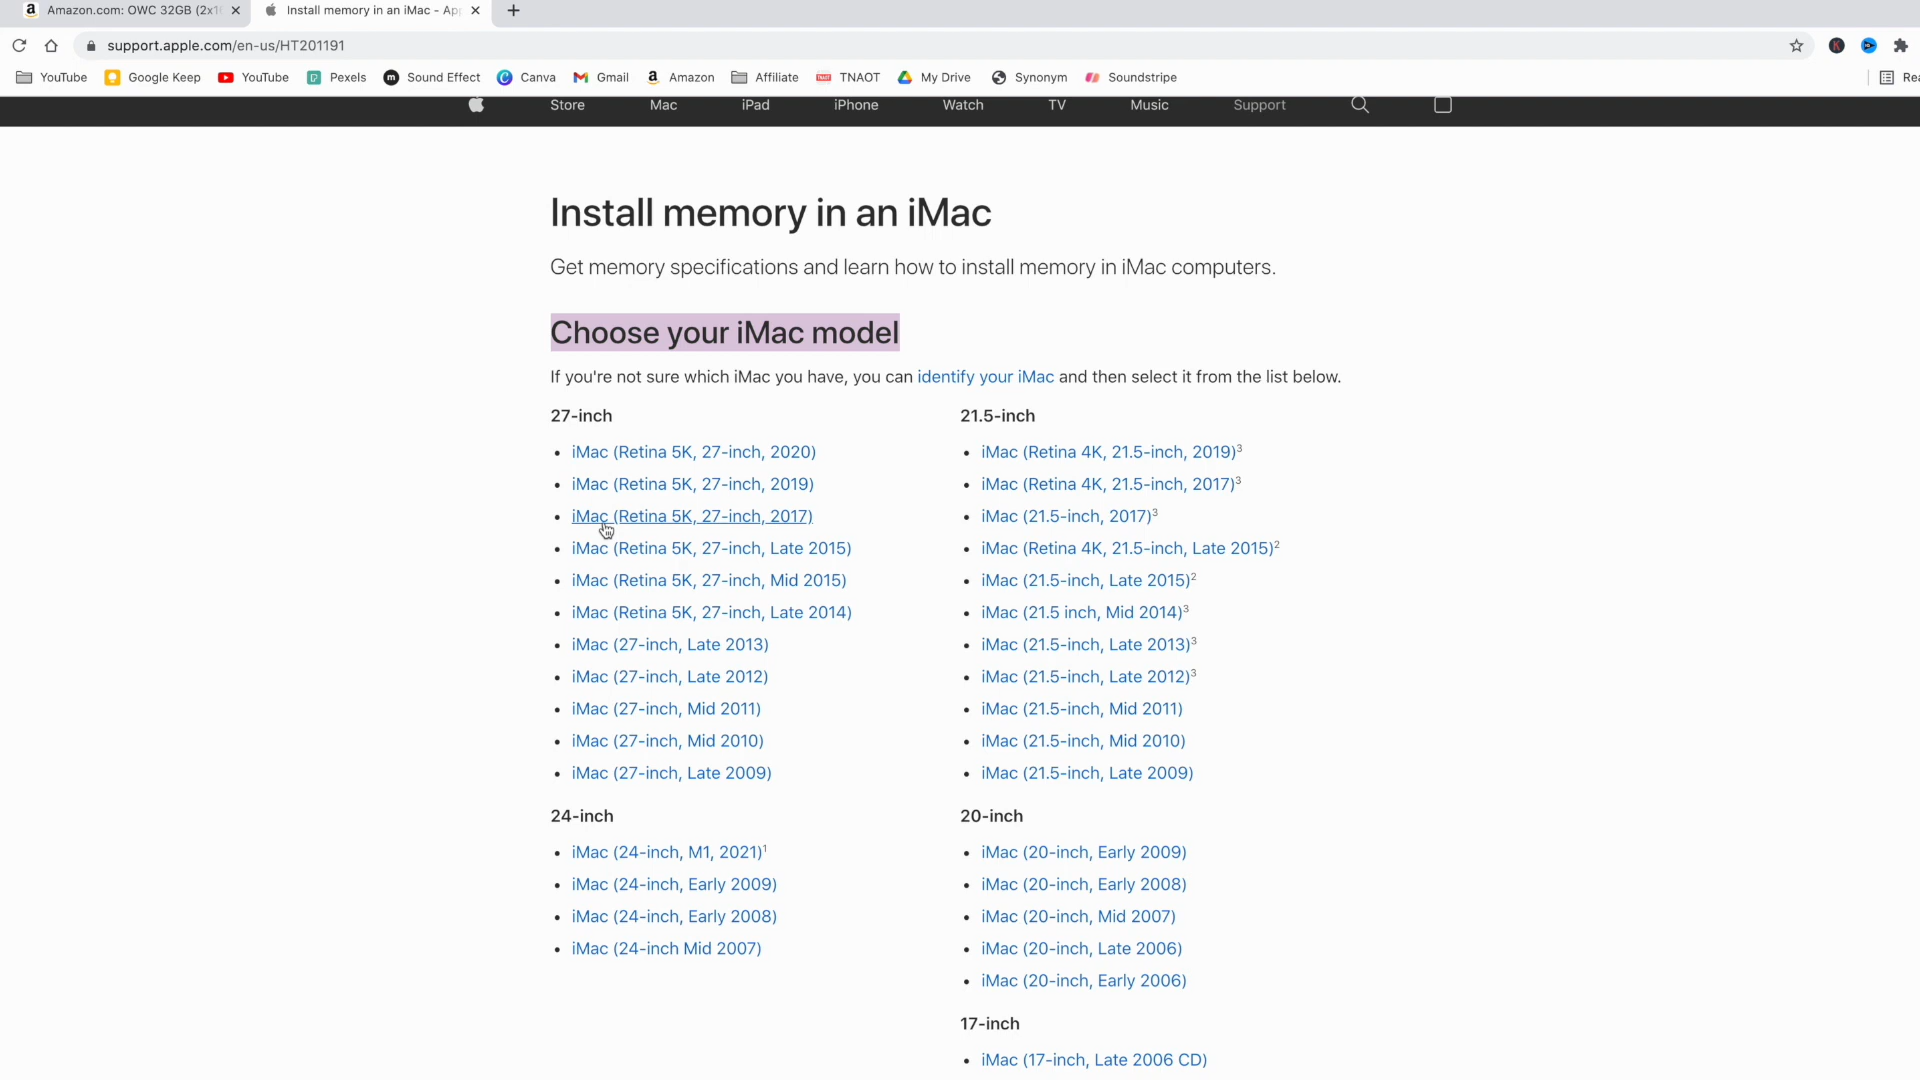 Amazon.com: OWC 32GB (2x1
Install memory in an iMac - Ap
support.apple.com/en-us/HT201191
YouTube
Google Keep
YouTube
Pexels
Sound Effect
Canva
Gmail
Amazon
Affiliate
TNAOT
My Drive
Synonym
Soundstripe
Rea
Store
Mac
iPad
iPhone
Watch
TV
Music
Support
Install memory in an iMac
Get memory specifications and learn how to install memory in iMac computers.
Choose your iMac model
If you're not sure which iMac you have, you can identify your iMac and then select it from the list below.
27-inch
iMac (Retina 5K, 27-inch, 2020)
iMac (Retina 5K, 27-inch, 2019)
iMac (Retina 5K, 27-inch, 2017)
iMac (Retina 5K, 27-inch, Late 2015)
iMac (Retina 5K, 27-inch, Mid 2015)
iMac (Retina 5K, 27-inch, Late 2014)
iMac (27-inch, Late 2013)
iMac (27-inch, Late 2012)
iMac (27-inch, Mid 2011)
iMac (27-inch, Mid 2010)
iMac (27-inch, Late 2009)
24-inch
iMac (24-inch, M1, 2021)¹
iMac (24-inch, Early 2009)
iMac (24-inch, Early 2008)
iMac (24-inch Mid 2007)
21.5-inch
iMac (Retina 4K, 21.5-inch, 2019)³
iMac (Retina 4K, 21.5-inch, 2017)³
iMac (21.5-inch, 2017)³
iMac (Retina 4K, 21.5-inch, Late 2015)²
iMac (21.5-inch, Late 2015)²
iMac (21.5 inch, Mid 2014)³
iMac (21.5-inch, Late 2013)³
iMac (21.5-inch, Late 2012)³
iMac (21.5-inch, Mid 2011)
iMac (21.5-inch, Mid 2010)
iMac (21.5-inch, Late 2009)
20-inch
iMac (20-inch, Early 2009)
iMac (20-inch, Early 2008)
iMac (20-inch, Mid 2007)
iMac (20-inch, Late 2006)
iMac (20-inch, Early 2006)
17-inch
iMac (17-inch, Late 2006 CD)